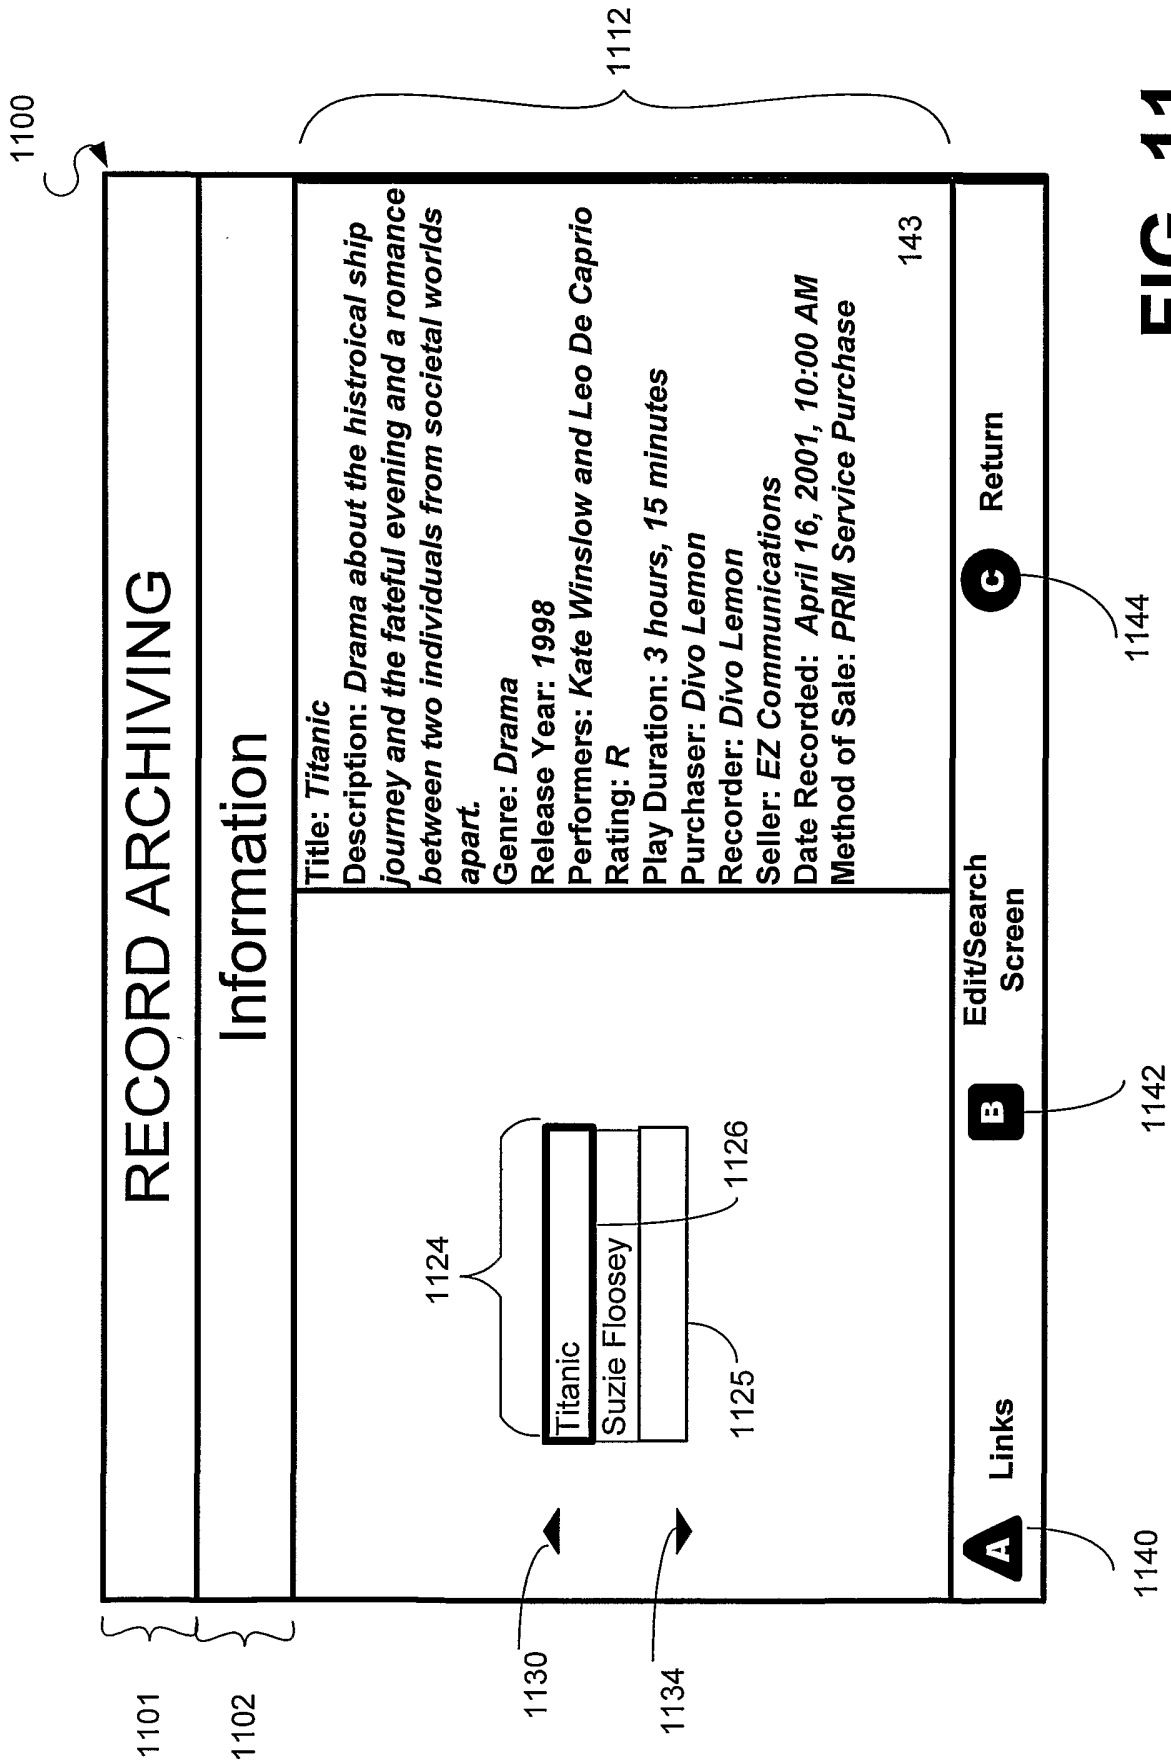 1100
1101
RECORD ARCHIVING
1102
Information
1112
Title: Titanic
Description: Drama about the histroical ship
journey and the fateful evening and a romance
between two individuals from societal worlds
apart.
Genre: Drama
Release Year: 1998
Performers: Kate Winslow and Leo De Caprio
Rating: R
Play Duration: 3 hours, 15 minutes
Purchaser: Divo Lemon
Recorder: Divo Lemon
Seller: EZ Communications
Date Recorded: April 16, 2001, 10:00 AM
Method of Sale: PRM Service Purchase
143
1124
Titanic
Suzie Floosey
1126
1125
1130
1134
A Links
B Edit/Search
Screen
C Return
1140
1142
1144
FIG. 11